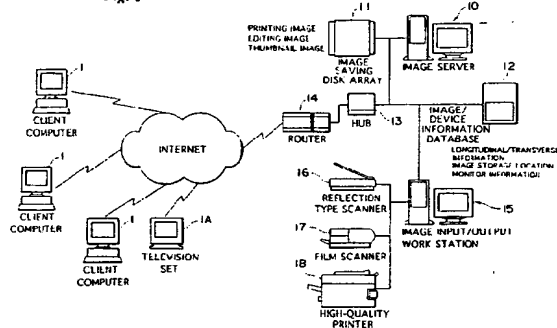 PRINTING IMAGE
EDITING IMAGE
THUMBNAIL IMAGE
11
IMAGE
SAVING
DISK ARRAY
10
IMAGE SERVER
12
1
CLIENT
COMPUTER
14
ROUTER
HUB
13
IMAGE/
DEVICE
INFORMATION
DATABASE
LONGITUDINAL/TRANSVERSE
INFORMATION
IMAGE STORAGE LOCATION
MONITOR INFORMATION
INTERNET
1
CLIENT
COMPUTER
16
REFLECTION
TYPE SCANNER
15
IMAGE INPUT/OUTPUT
WORK STATION
1
CLIENT
COMPUTER
1A
TELEVISION
SET
17
FILM SCANNER
18
HIGH-QUALITY
PRINTER